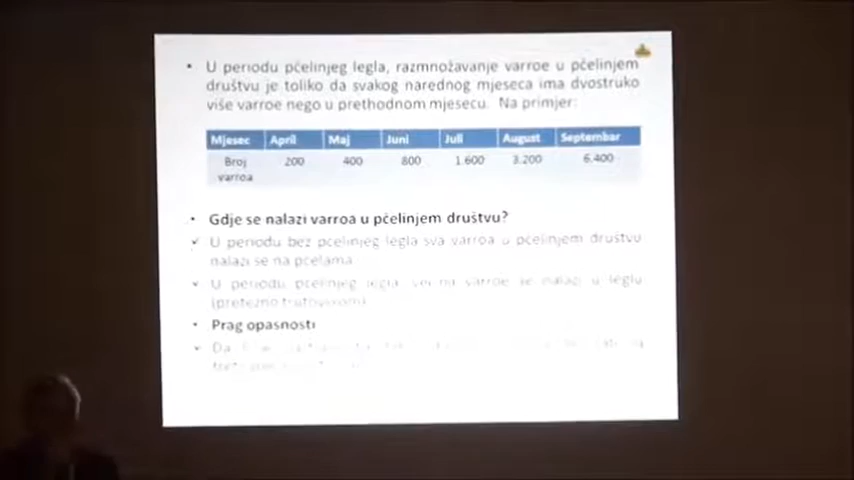 • U periodu pčelinjeg legla, razmnožavanje varroe u pčelinjem
društvu je toliko da svakog narednog mjeseca ima dvostruko
više varroe nego u prethodnom mjesecu. Na primjer:
Mjesec April Maj Juni Juli August Septembar
Broj varroa 200 400 800 1.600 3.200 6.400
• Gdje se nalazi varroa u pčelinjem društvu?
✓ U periodu bez pčelinjeg legla sva varroa u pčelinjem društvu
nalazi se na pčelama
✓ U periodu pčelinjeg legla, varroe se nalazi u leglu
(pretežno trutovskom)
• Prag opasnosti
✓ Da